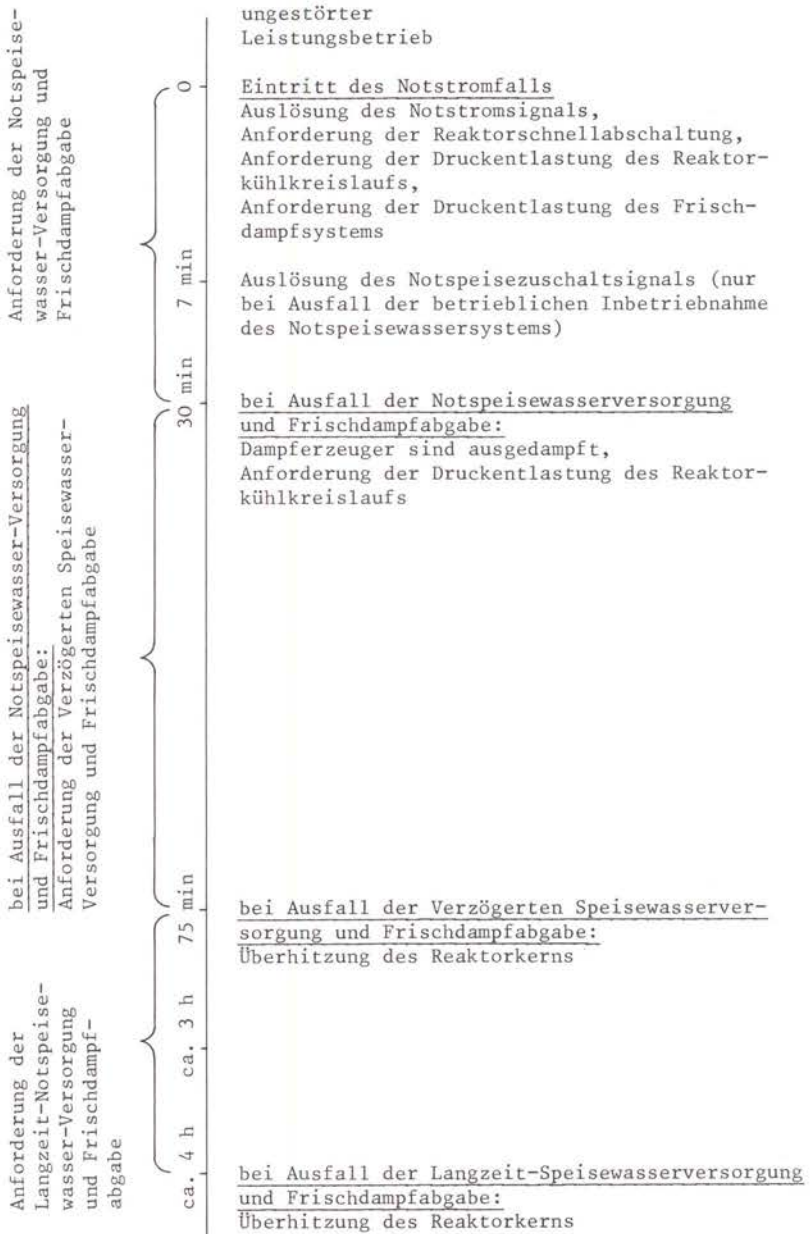 ungestörter
Leistungsbetrieb
Anforderung der Notspeise-
wasser-Versorgung und
Frischdampfabgabe
0
Eintritt des Notstromfalls
Auslösung des Notstromsignals,
Anforderung der Reaktorschnellabschaltung,
Anforderung der Druckentlastung des Reaktor-
kühlkreislaufs,
Anforderung der Druckentlastung des Frisch-
dampfsystems
7 min
Auslösung des Notspeisezuschaltsignals (nur
bei Ausfall der betrieblichen Inbetriebnahme
des Notspeisewassersystems)
30 min
bei Ausfall der Notspeisewasserversorgung
und Frischdampfabgabe:
Dampferzeuger sind ausgedampft,
Anforderung der Druckentlastung des Reaktor-
kühlkreislaufs
bei Ausfall der Notspeisewasser-Versorgung
und Frischdampfabgabe:
Anforderung der Verzögerten Speisewasser-
Versorgung und Frischdampfabgabe
75 min
bei Ausfall der Verzögerten Speisewasserver-
sorgung und Frischdampfabgabe:
Überhitzung des Reaktorkerns
Anforderung der
Langzeit-Notspeise-
wasser-Versorgung
und Frischdampf-
abgabe
ca. 3 h
ca. 4 h
bei Ausfall der Langzeit-Speisewasserversorgung
und Frischdampfabgabe:
Überhitzung des Reaktorkerns